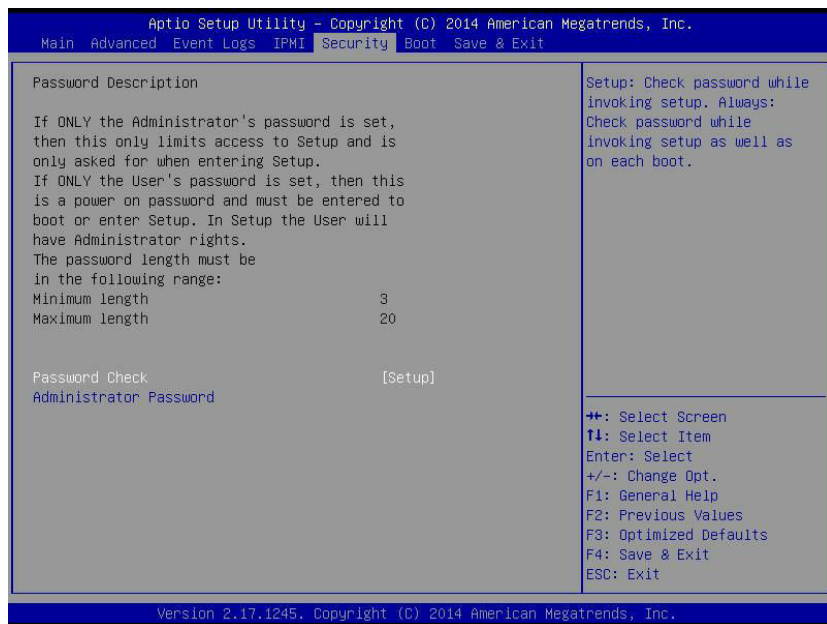 Aptio Setup Utility – Copyright (C) 2014 American Megatrends, Inc.
Main Advanced Event Logs IPMI Security Boot Save & Exit
Password Description
If ONLY the Administrator's password is set,
then this only limits access to Setup and is
only asked for when entering Setup.
If ONLY the User's password is set, then this
is a power on password and must be entered to
boot or enter Setup. In Setup the User will
have Administrator rights.
The password length must be
in the following range:
Minimum length 3
Maximum length 20
Password Check [Setup]
Administrator Password
Setup: Check password while
invoking setup. Always:
Check password while
invoking setup as well as
on each boot.
→←: Select Screen
↑↓: Select Item
Enter: Select
+/-: Change Opt.
F1: General Help
F2: Previous Values
F3: Optimized Defaults
F4: Save & Exit
ESC: Exit
Version 2.17.1245. Copyright (C) 2014 American Megatrends, Inc.